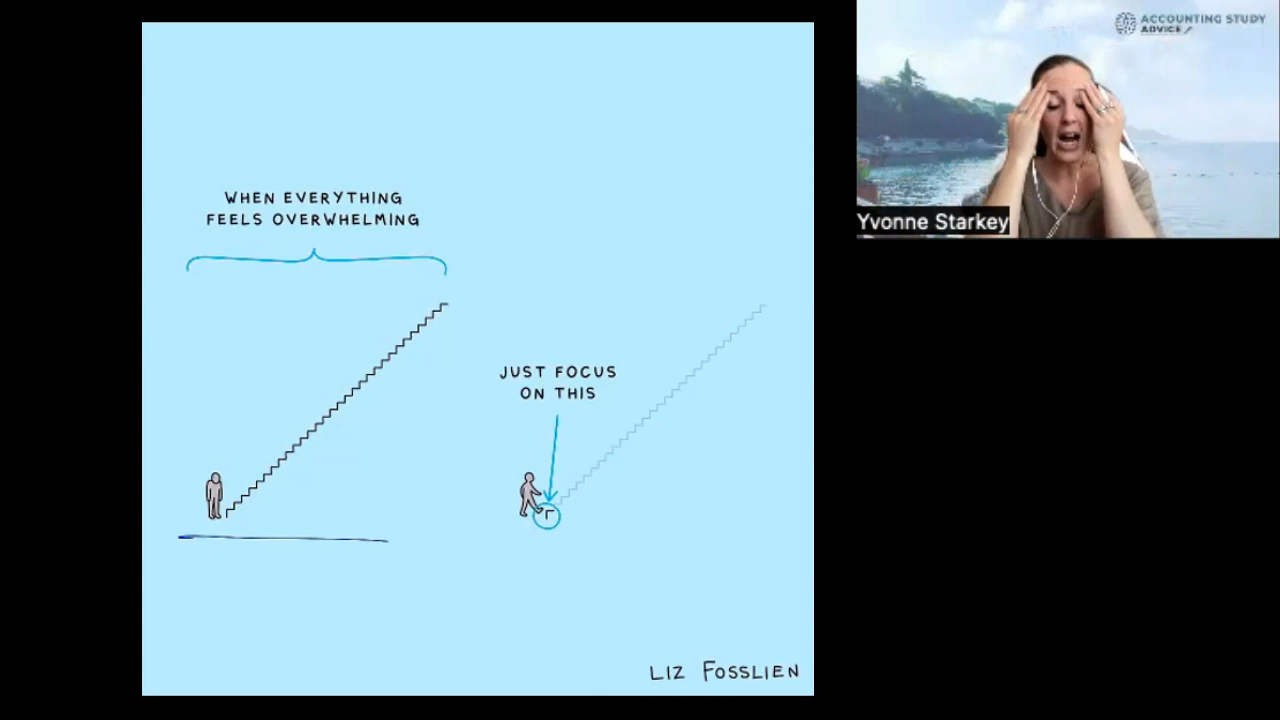 WHEN EVERYTHING
FEELS OVERWHELMING
JUST FOCUS
ON THIS
LIZ FOSSLIEN
ACCOUNTING STUDY
ADVICE
Yvonne Starkey